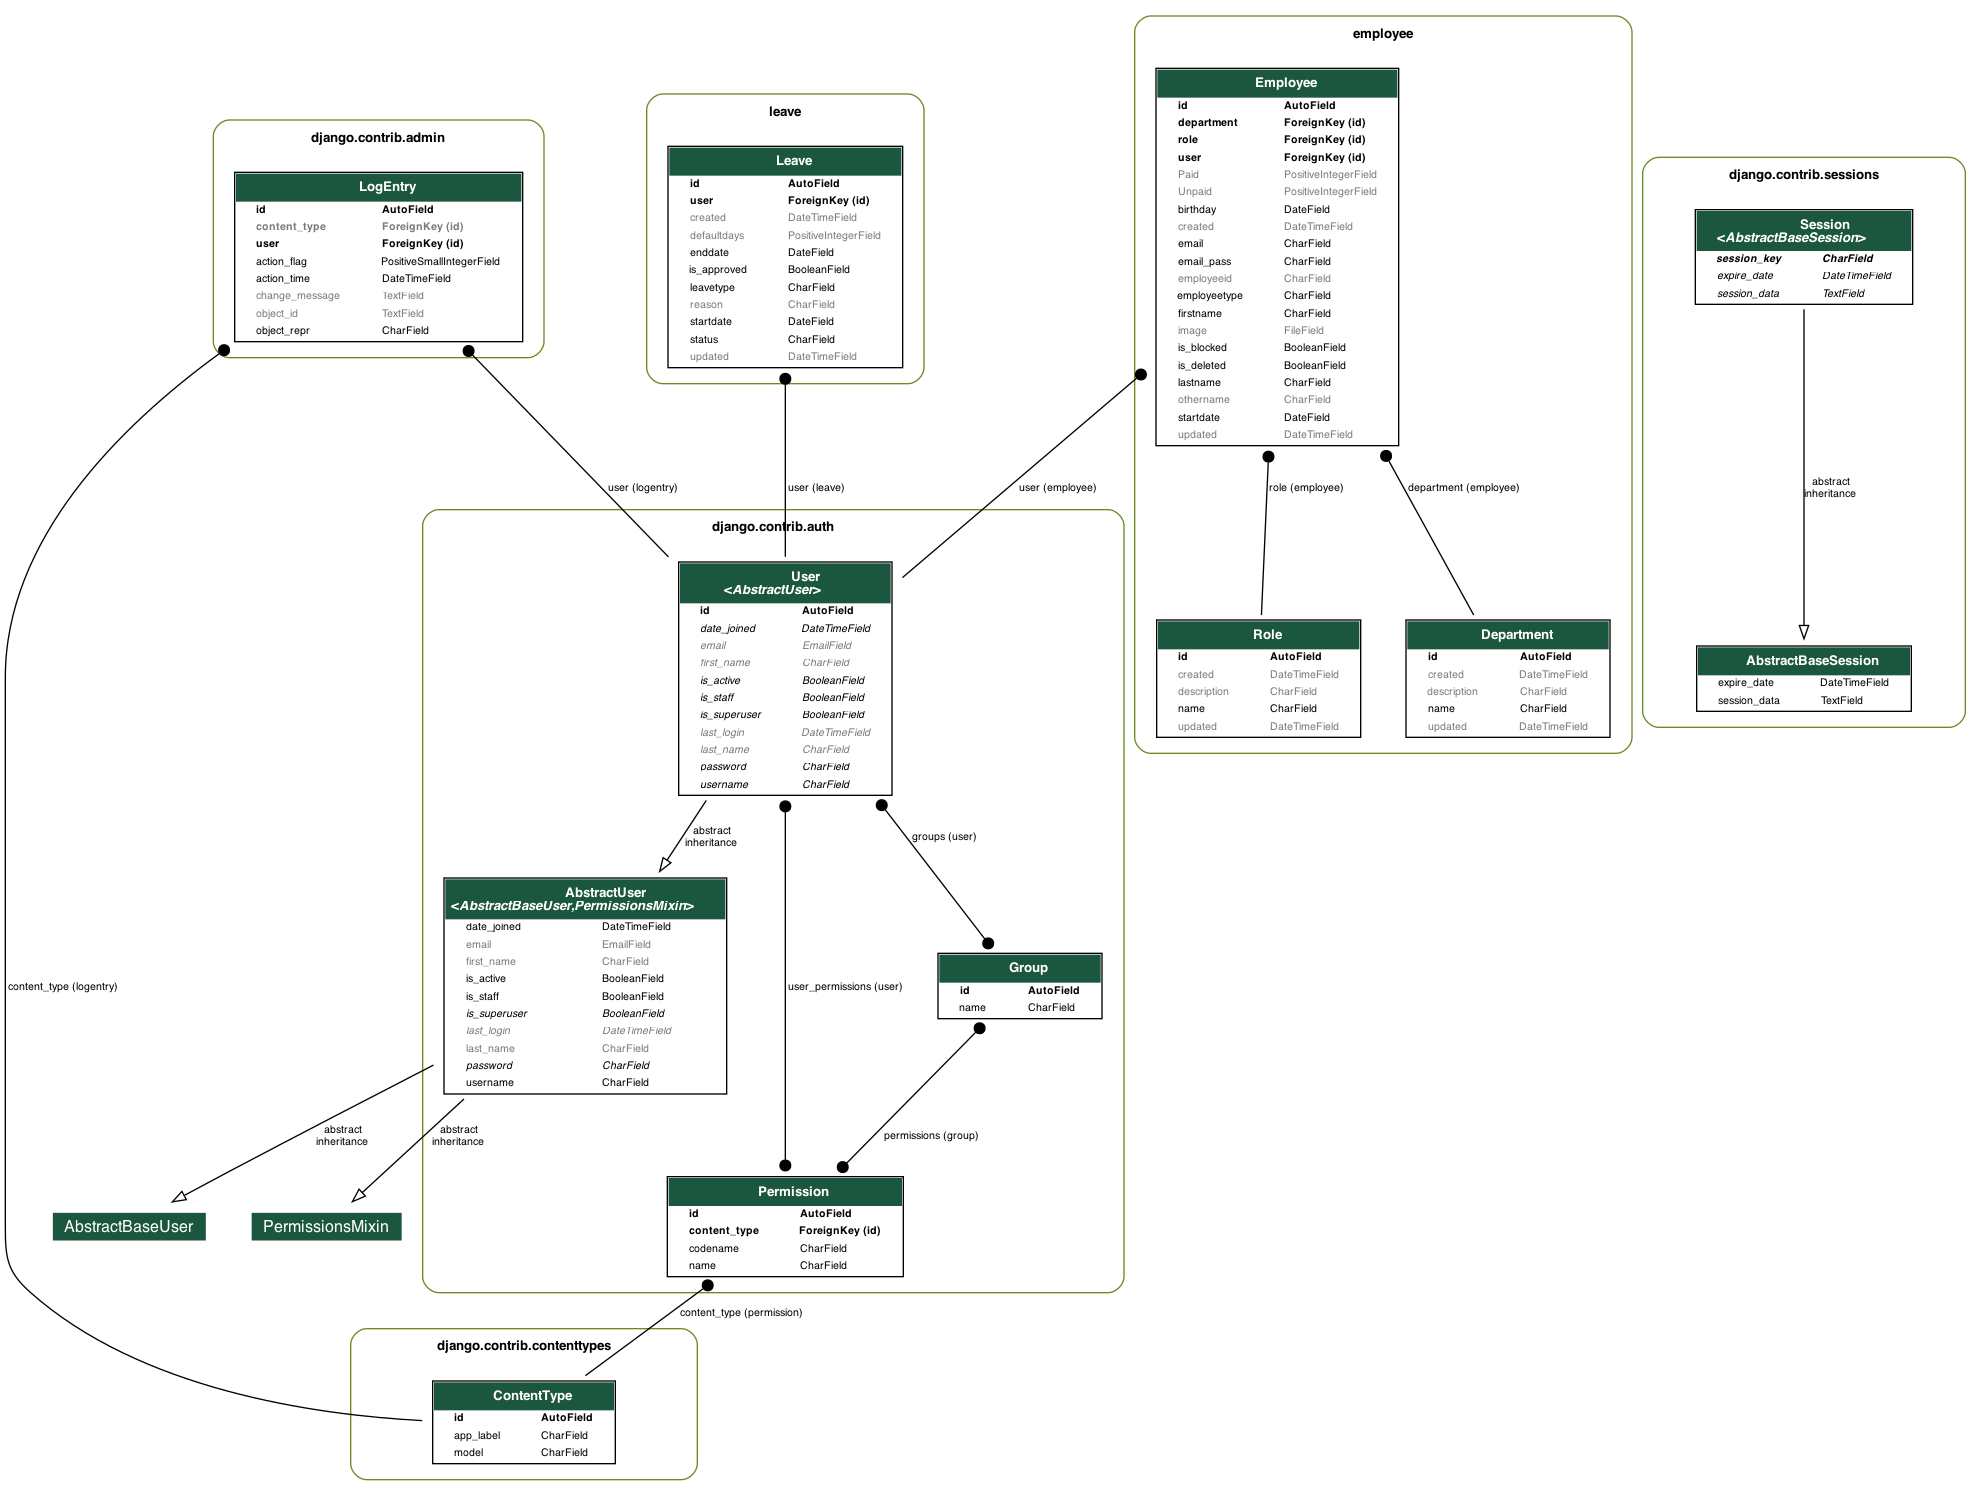 employee
Employee
id AutoField
department ForeignKey (id)
role ForeignKey (id)
user ForeignKey (id)
Paid PositiveIntegerField
Unpaid PositiveIntegerField
birthday DateField
created DateTimeField
email CharField
email_pass CharField
employeeid CharField
employeetype CharField
firstname CharField
image FileField
is_blocked BooleanField
is_deleted BooleanField
lastname CharField
othername CharField
startdate DateField
updated DateTimeField
leave
Leave
id AutoField
user ForeignKey (id)
created DateTimeField
defaultdays PositiveIntegerField
enddate DateField
is_approved BooleanField
leavetype CharField
reason CharField
startdate DateField
status CharField
updated DateTimeField
django.contrib.admin
LogEntry
id AutoField
content_type ForeignKey (id)
user ForeignKey (id)
action_flag PositiveSmallIntegerField
action_time DateTimeField
change_message TextField
object_id TextField
object_repr CharField
django.contrib.sessions
Session
<AbstractBaseSession>
session_key CharField
expire_date DateTimeField
session_data TextField
user (logentry)
user (leave)
user (employee)
role (employee)
department (employee)
abstract
inheritance
django.contrib.auth
User
<AbstractUser>
id AutoField
date_joined DateTimeField
email EmailField
first_name CharField
is_active BooleanField
is_staff BooleanField
is_superuser BooleanField
last_login DateTimeField
last_name CharField
password CharField
username CharField
Role
id AutoField
created DateTimeField
description CharField
name CharField
updated DateTimeField
Department
id AutoField
created DateTimeField
description CharField
name CharField
updated DateTimeField
AbstractBaseSession
expire_date DateTimeField
session_data TextField
abstract
inheritance
groups (user)
AbstractUser
<AbstractBaseUser,PermissionsMixin>
date_joined DateTimeField
email EmailField
first_name CharField
is_active BooleanField
is_staff BooleanField
is_superuser BooleanField
last_login DateTimeField
last_name CharField
password CharField
username CharField
Group
id AutoField
name CharField
content_type (logentry)
user_permissions (user)
abstract
inheritance
abstract
inheritance
permissions (group)
AbstractBaseUser
PermissionsMixin
Permission
id AutoField
content_type ForeignKey (id)
codename CharField
name CharField
content_type (permission)
django.contrib.contenttypes
ContentType
id AutoField
app_label CharField
model CharField